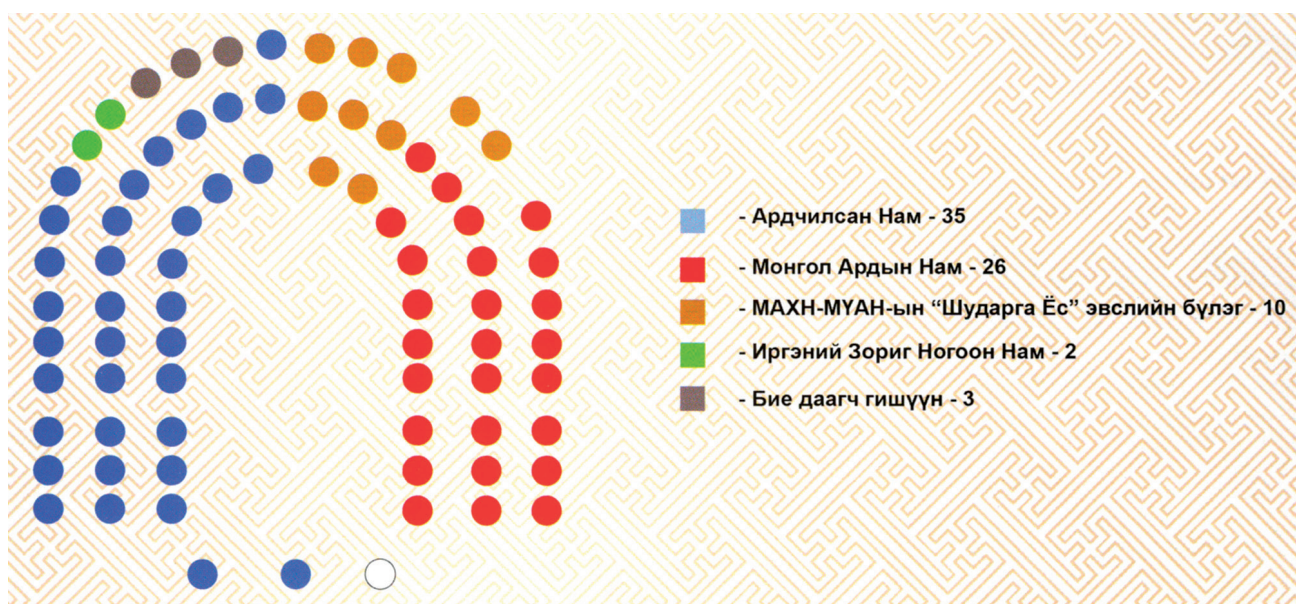 - Ардчилсан Нам - 35
- Монгол Ардын Нам - 26
- МАХН-МҮАН-ын “Шударга Ёс” эвслийн бүлэг - 10
- Иргэний Зориг Ногоон Нам - 2
- Бие даагч гишүүн - 3